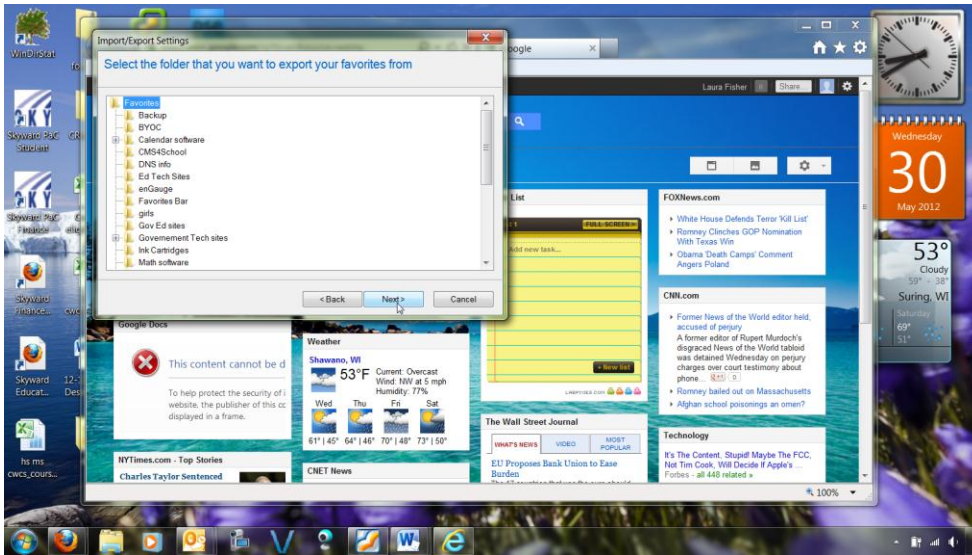 WinDirStat
Skyward PaC
Student
Skyward PaC
Finance
Skyward
Finance...
Skyward
Educat...
12-1
Des
hs ms
cwcs_cours...
Import/Export Settings
Select the folder that you want to export your favorites from
Favorites
Backup
BYOC
Calendar software
CMS4School
DNS info
Ed Tech Sites
enGauge
Favorites Bar
girls
Gov Ed sites
Governement Tech sites
Ink Cartridges
Math software
< Back
Next >
Cancel
oogle
Laura Fisher
Share
List
FULL SCREEN >
Add new task...
+ New list
FOXNews.com
White House Defends Terror 'Kill List'
Romney Clinches GOP Nomination
With Texas Win
Obama 'Death Camps' Comment
Angers Poland
CNN.com
Former News of the World editor held,
accused of perjury
A former editor of Rupert Murdoch's
disgraced News of the World tabloid
was detained Wednesday on perjury
charges over court testimony about
phone...
Romney bailed out on Massachusetts
Afghan school poisonings an omen?
Technology
It's The Content, Stupid! Maybe The FCC,
Not Tim Cook, Will Decide If Apple's ...
Forbes - all 448 related »
Google Docs
This content cannot be d
To help protect the security of i
website, the publisher of this cc
displayed in a frame.
NYTimes.com - Top Stories
Charles Taylor Sentenced
Weather
Shawano, WI
53°F
Current: Overcast
Wind: NW at 5 mph
Humidity: 77%
Wed Thu Fri Sat
61° | 45° 64° | 46° 70° | 48° 73° | 50°
CNET News
The Wall Street Journal
WHAT'S NEWS
VIDEO
MOST
POPULAR
EU Proposes Bank Union to Ease
Burden
100%
Wednesday
30
May 2012
53°
Cloudy
59° - 38°
Suring, WI
Saturday
69°
51°